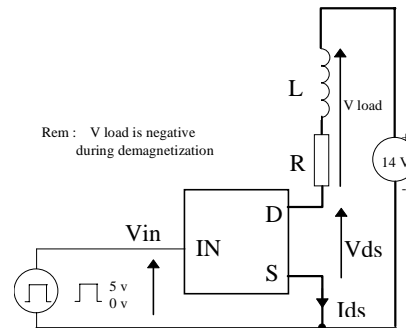 L
V load
Rem : V load is negative
during demagnetization
R
14 V
D
Vin
IN
Vds
S
5 v
0 v
Ids